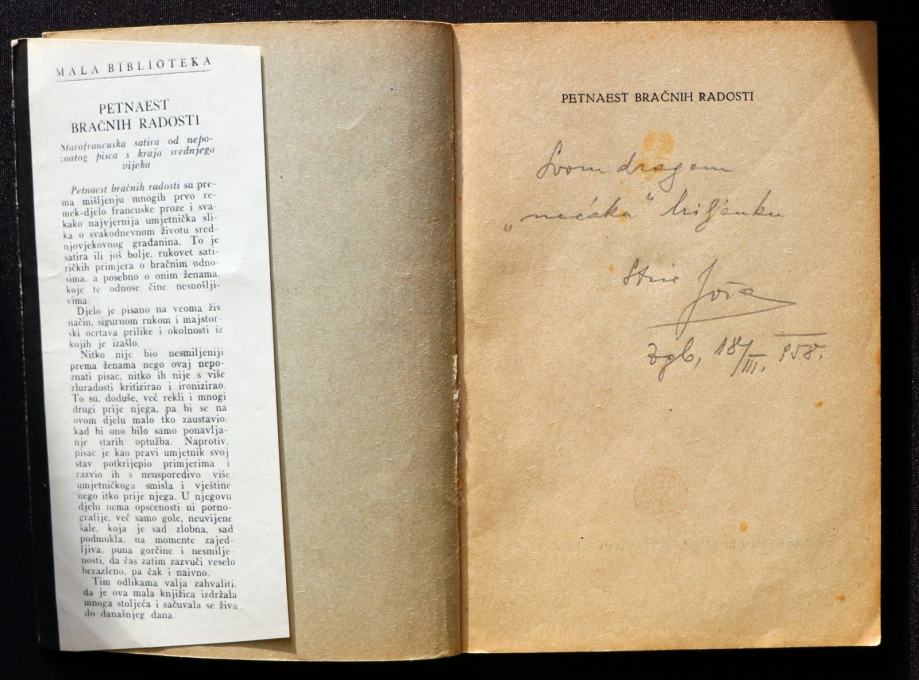 MALA BIBLIOTEKA
PETNAEST
BRAČNIH RADOSTI
Starofrancuska satira od nepo-
znatog pisca s kraja srednjega
vijeka
Petnaest bračnih radosti su pre-
ma mišljenju mnogih prvo re-
mek-djelo francuske proze i sva-
kako najvjernija umjetnička sli-
ka o svakodnevnom životu sred-
njovjekovnog građanina. To je
satira ili još bolje, rukovet sati-
ričkih primjera o bračnim odno-
sima, a posebno o onim ženama,
koje te odnose čine nesnošlji-
vima.
Djelo je pisano na veoma živ
način, sigurnom rukom i majstor-
ski ocrtava prilike i okolnosti iz
kojih je izašlo.
Nitko nije bio nesmiljeniji
prema ženama nego ovaj nepo-
znati pisac, nitko ih nije s više
zluradosti kritizirao i ironizirao.
To su, doduše, već rekli i mnogi
drugi prije njega, pa bi se na
ovom djelu malo tko zaustavio,
kad bi ono bilo samo ponavlja-
nje starih optužba. Naprotiv,
pisac je kao pravi umjetnik svoj
stav potkrijepio primjerima i
razvio ih s neusporedivo više
umjetničkoga smisla i vještine
nego itko prije njega. U njegovu
djelu nema opscenosti ni porno-
grafije, već samo gole, neuvijene
šale, koja je sad zlobna, sad
podmukla, na momente zajed-
ljiva, puna gorčine i nesmilje-
nosti, da čas zatim zazvuči veselo
bezazleno, pa čak i naivno.
Tim odlikama valja zahvaliti,
da je ova mala knjižica izdržala
mnoga stoljeća i sačuvala se živa
do današnjeg dana.
PETNAEST BRAČNIH RADOSTI
Svom dragom
„nećaku"
Joža
Zgb, 18/III. 958.